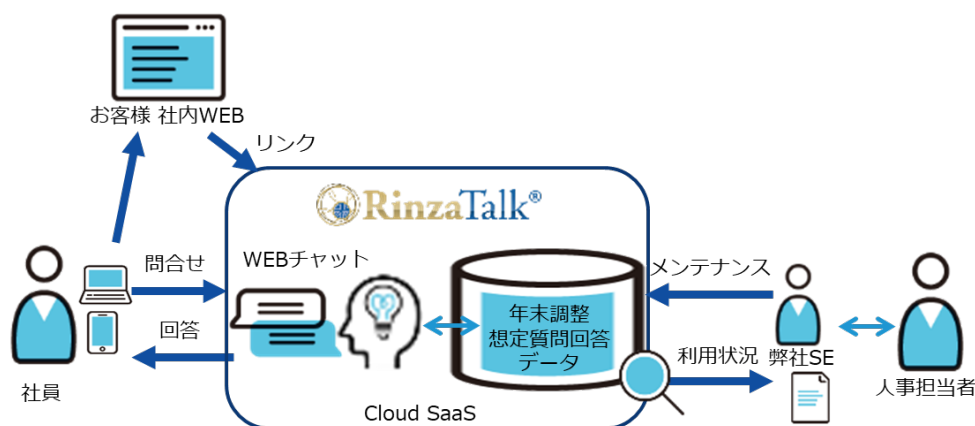 お客様 社内WEB
リンク
RinzaTalk®
問合せ
WEBチャット
メンテナンス
年末調整
想定質問回答
データ
回答
利用状況
弊社SE
社員
人事担当者
Cloud SaaS